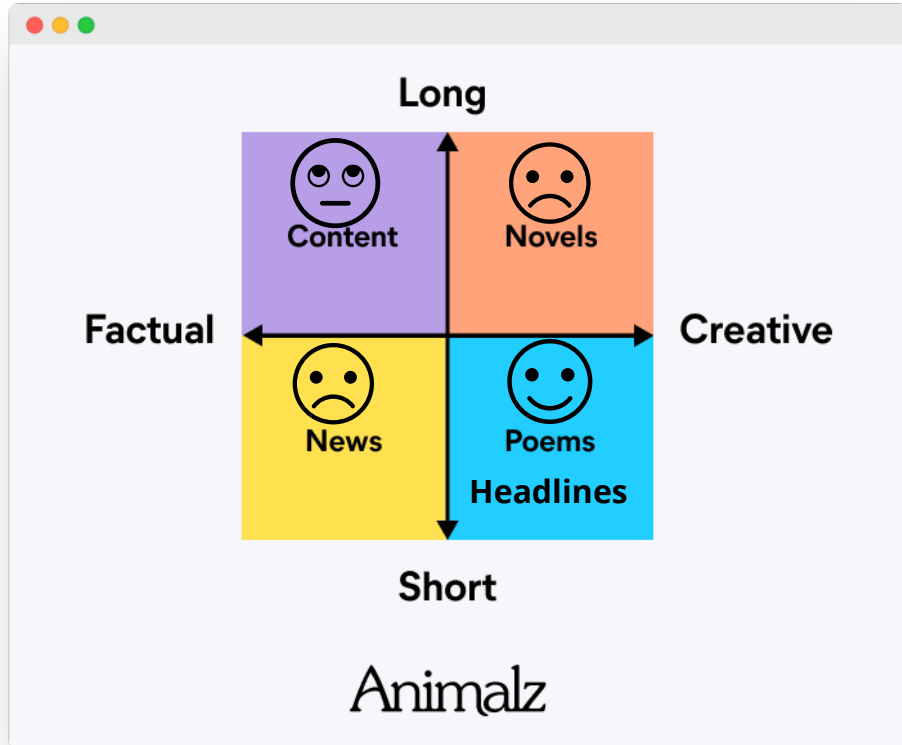 Long
Content
Novels
Factual
Creative
News
Poems
Headlines
Short
Animalz